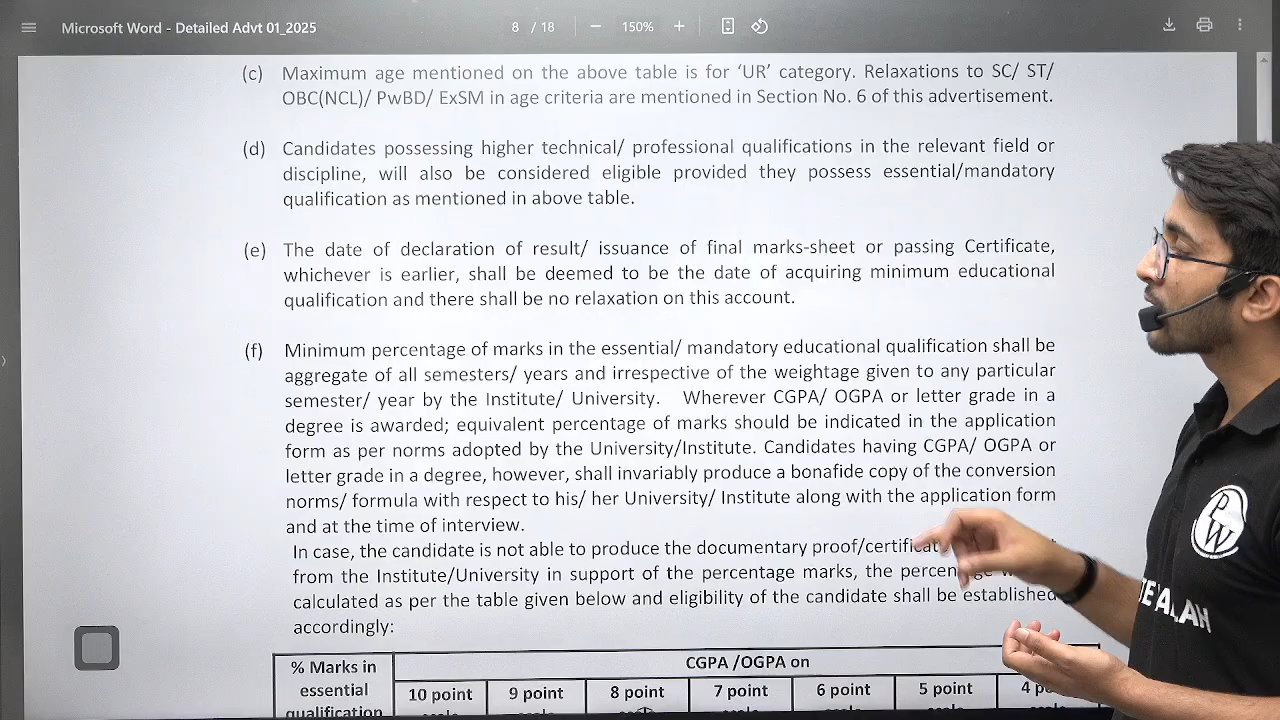 Microsoft Word - Detailed Advt 01_2025
8 / 18
150%
(c) Maximum age mentioned on the above table is for ‘UR’ category. Relaxations to SC/ ST/
OBC(NCL)/ PwBD/ ExSM in age criteria are mentioned in Section No. 6 of this advertisement.
(d) Candidates possessing higher technical/ professional qualifications in the relevant field or
discipline, will also be considered eligible provided they possess essential/mandatory
qualification as mentioned in above table.
(e) The date of declaration of result/ issuance of final marks-sheet or passing Certificate,
whichever is earlier, shall be deemed to be the date of acquiring minimum educational
qualification and there shall be no relaxation on this account.
(f) Minimum percentage of marks in the essential/ mandatory educational qualification shall be
aggregate of all semesters/ years and irrespective of the weightage given to any particular
semester/ year by the Institute/ University. Wherever CGPA/ OGPA or letter grade in a
degree is awarded; equivalent percentage of marks should be indicated in the application
form as per norms adopted by the University/Institute. Candidates having CGPA/ OGPA or
letter grade in a degree, however, shall invariably produce a bonafide copy of the conversion
norms/ formula with respect to his/ her University/ Institute along with the application form
and at the time of interview.
In case, the candidate is not able to produce the documentary
from the Institute/University in support of the percentage marks, the
calculated as per the table given below and eligibility of the candidate shall be established
accordingly:
% Marks in
essential
qualification
CGPA /OGPA on
10 point
9 point
8 point
7 point
6 point
5 point
4
PW